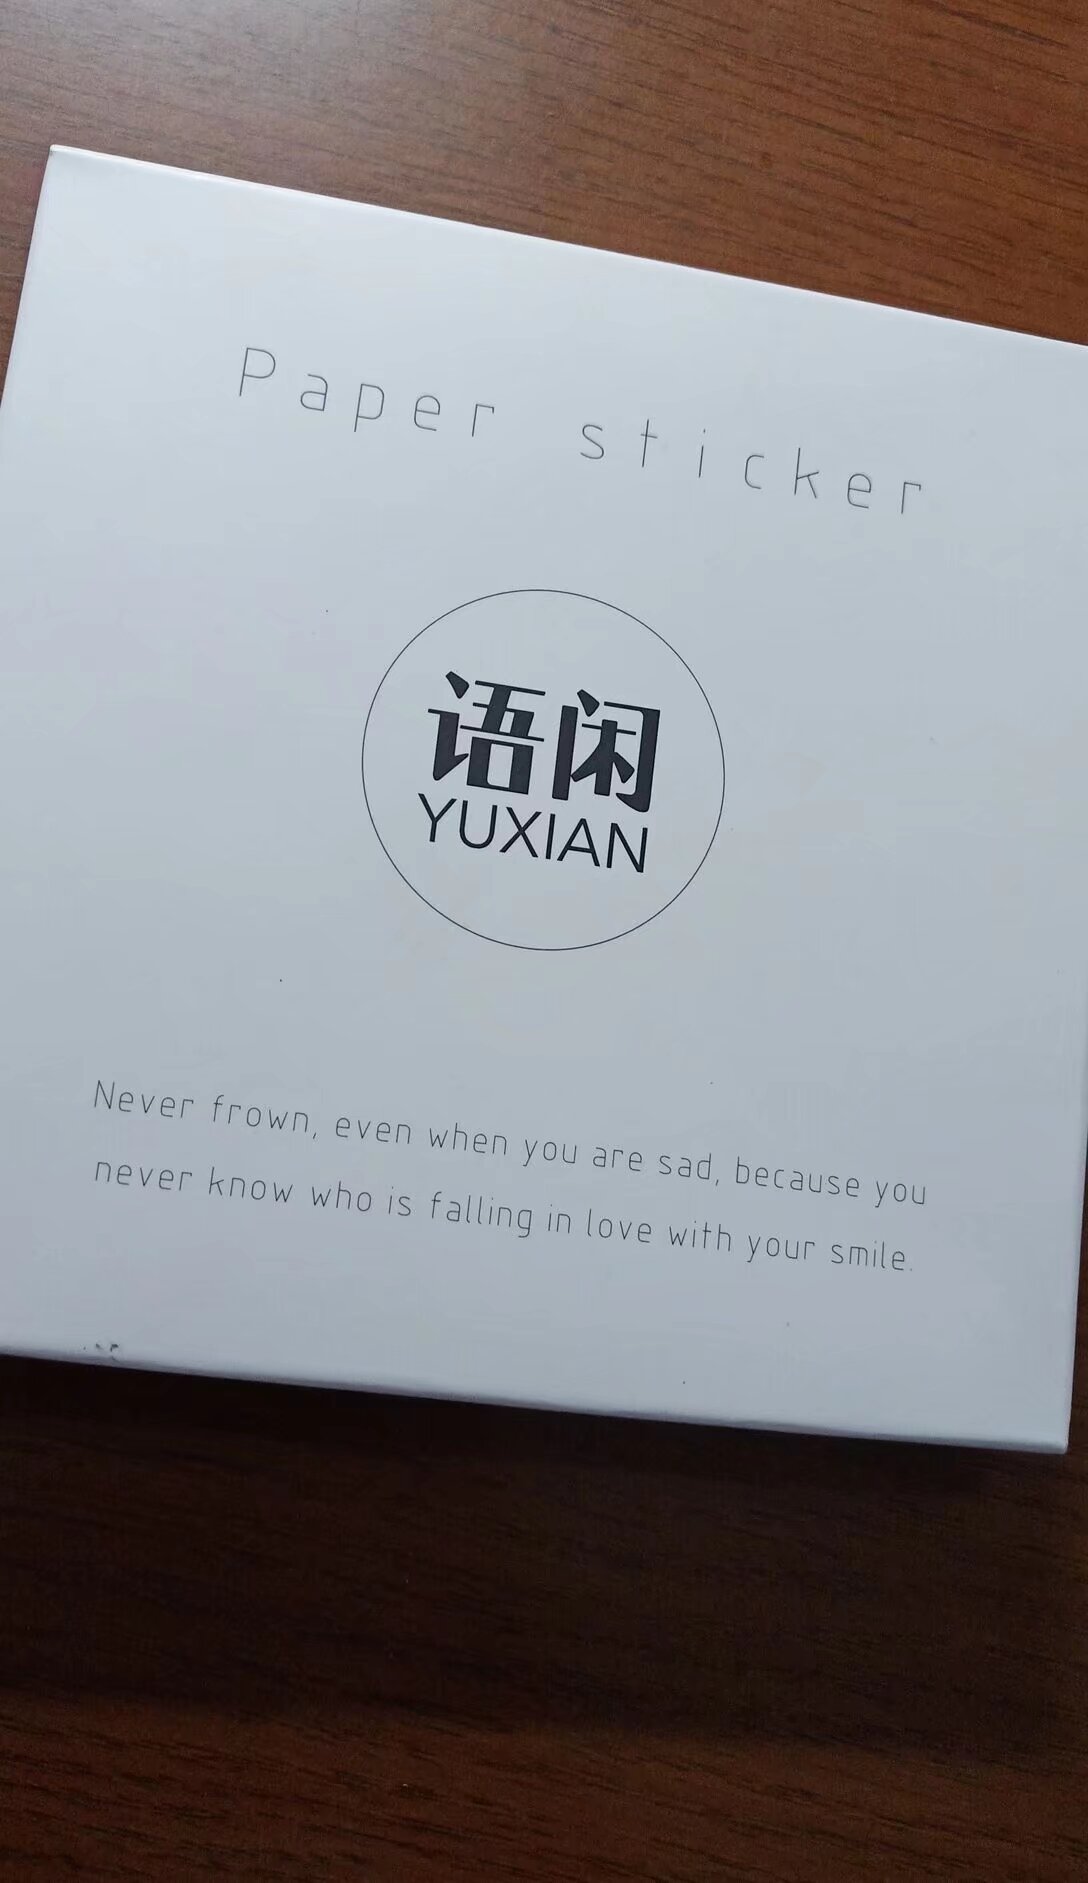 Paper sticker
语闲
YUXIAN
Never frown, even when you are sad, because you
never know who is falling in love with your smile.